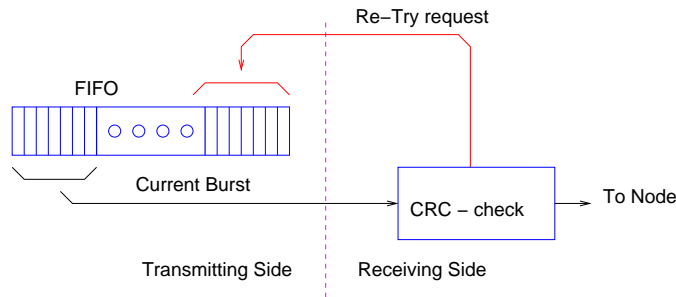 Re−Try request
FIFO
Current Burst
CRC − check
To Node
Transmitting Side
Receiving Side